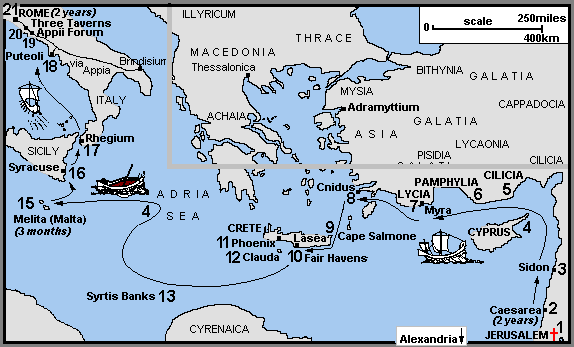 21 ROME (2 years)
Three Taverns
20 Appii Forum
19
Puteoli
18
via
Appia
Brindisium
ITALY
ILLYRICUM
THRACE
MACEDONIA
Thessalonica
ACHAIA
scale 250miles
0
400km
BITHYNIA
GALATIA
MYSIA
Adramyttium
CAPPADOCIA
GALATIA
ASIA
LYCAONIA
PISIDIA
GALATIA
CILICIA
Rhegium
17
SICILY
Syracuse 16
15
Melita (Malta)
(3 months)
4
ADRIA
SEA
Cnidus
8
PAMPHYLIA
CILICIA
LYCIA
7
6
5
Myra
CYPRUS
4
CRETE
9
Lasea
Cape Salmone
11 Phoenix
12 Clauda
10 Fair Havens
Syrtis Banks 13
CYRENAICA
Sidon 3
Caesarea 2
(2 years)
1
JERUSALEM
Alexandria